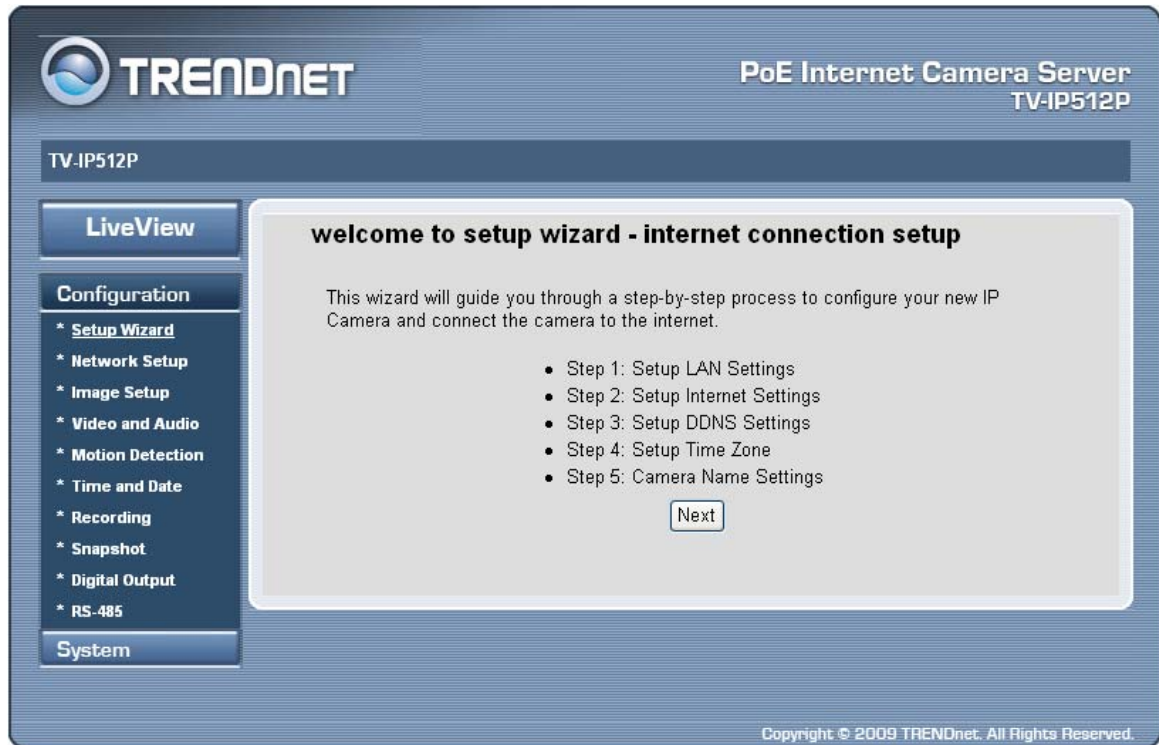 TRENDNET
PoE Internet Camera Server
TV-IP512P
TV-IP512P
LiveView
Configuration
* Setup Wizard
* Network Setup
* Image Setup
* Video and Audio
* Motion Detection
* Time and Date
* Recording
* Snapshot
* Digital Output
* RS-485
System
welcome to setup wizard - internet connection setup
This wizard will guide you through a step-by-step process to configure your new IP
Camera and connect the camera to the internet.
• Step 1: Setup LAN Settings
• Step 2: Setup Internet Settings
• Step 3: Setup DDNS Settings
• Step 4: Setup Time Zone
• Step 5: Camera Name Settings
Next
Copyright © 2009 TRENDnet. All Rights Reserved.